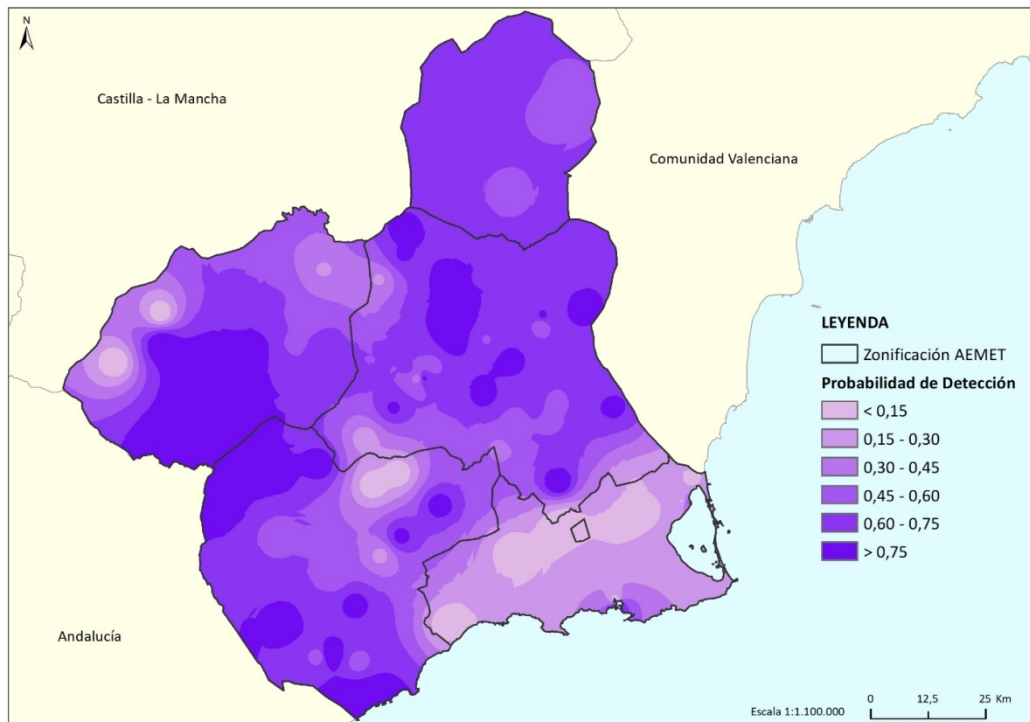 N
Castilla - La Mancha
Comunidad Valenciana
LEYENDA
Zonificación AEMET
Probabilidad de Detección
< 0,15
0,15 - 0,30
0,30 - 0,45
0,45 - 0,60
0,60 - 0,75
> 0,75
Andalucía
Escala 1:1.100.000
0 12,5 25 Km